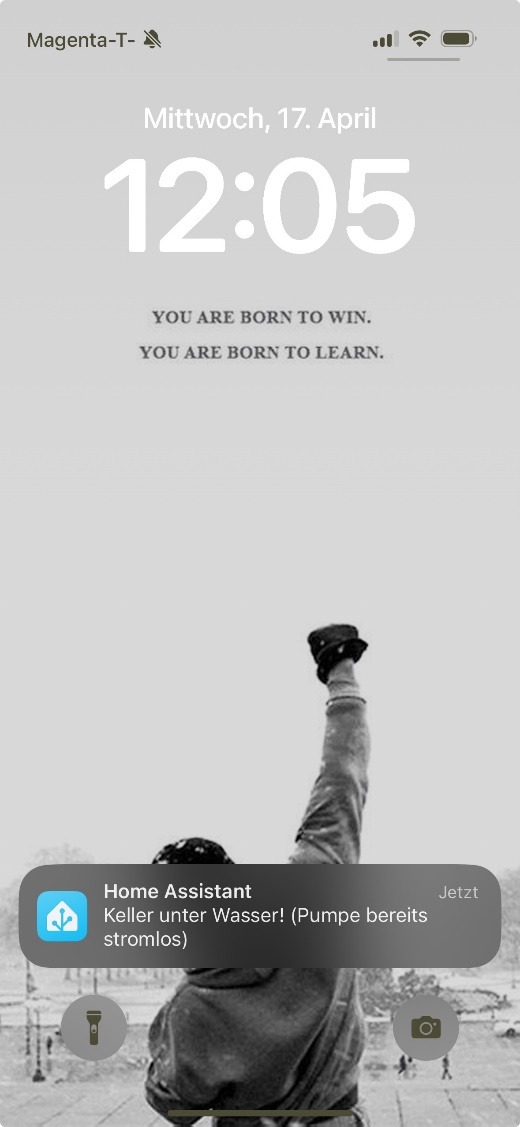 Magenta-T-
Mittwoch, 17. April
12:05
YOU ARE BORN TO WIN.
YOU ARE BORN TO LEARN.
Home Assistant
Jetzt
Keller unter Wasser! (Pumpe bereits
stromlos)